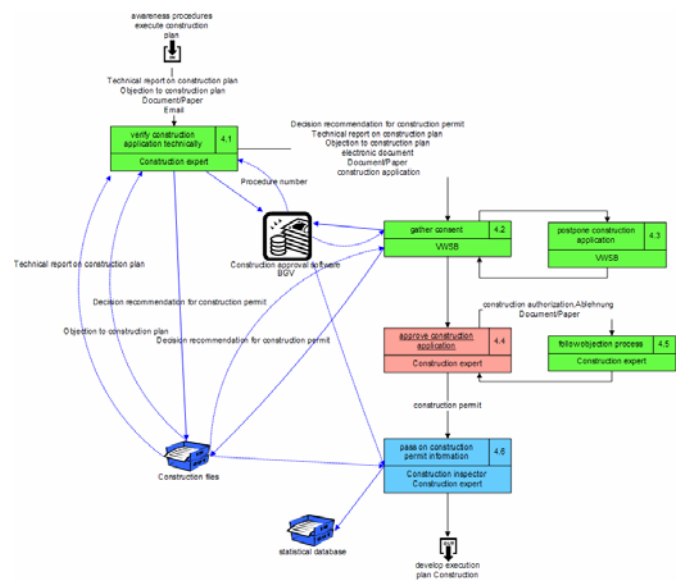 awareness procedures
execute construction
plan
Technical report on construction plan
Objection to construction plan
Document/Paper
Email
verify construction
application technically
4.1
Construction expert
Decision recommendation for construction permit
Technical report on construction plan
Objection to construction plan
electronic document
Document/Paper
construction application
Procedure number
Construction approval software
BGV
gather consent
4.2
VWSB
postpone construction
application
4.3
VWSB
Technical report on construction plan
Decision recommendation for construction permit
Objection to construction plan
Decision recommendation for construction permit
construction authorization,Ablehnung
Document/Paper
approve construction
application
4.4
Construction expert
followobjection process
4.5
Construction expert
construction permit
pass on construction
permit information
4.6
Construction inspector
Construction expert
Construction files
statistical database
develop execution
plan Construction